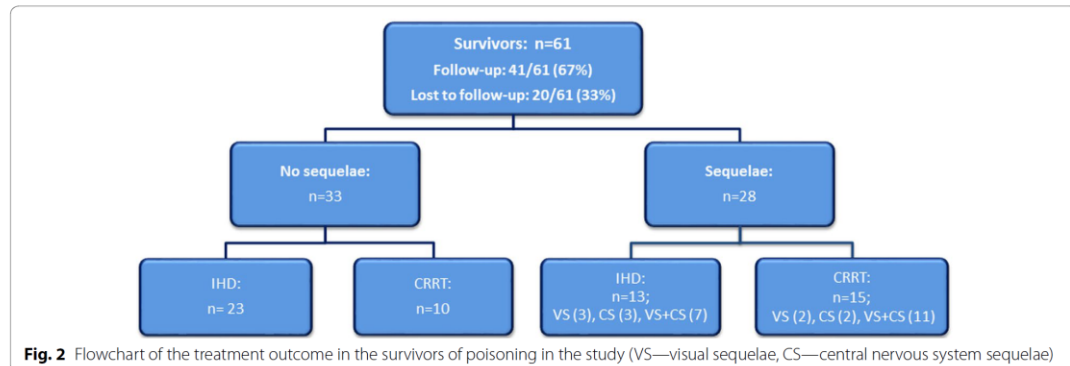 Survivors: n=61
Follow-up: 41/61 (67%)
Lost to follow-up: 20/61 (33%)
No sequelae:
n=33
Sequelae:
n=28
IHD:
n= 23
CRRT:
n=10
IHD:
n=13;
VS (3), CS (3), VS+CS (7)
CRRT:
n=15;
VS (2), CS (2), VS+CS (11)
Fig. 2 Flowchart of the treatment outcome in the survivors of poisoning in the study (VS—visual sequelae, CS—central nervous system sequelae)